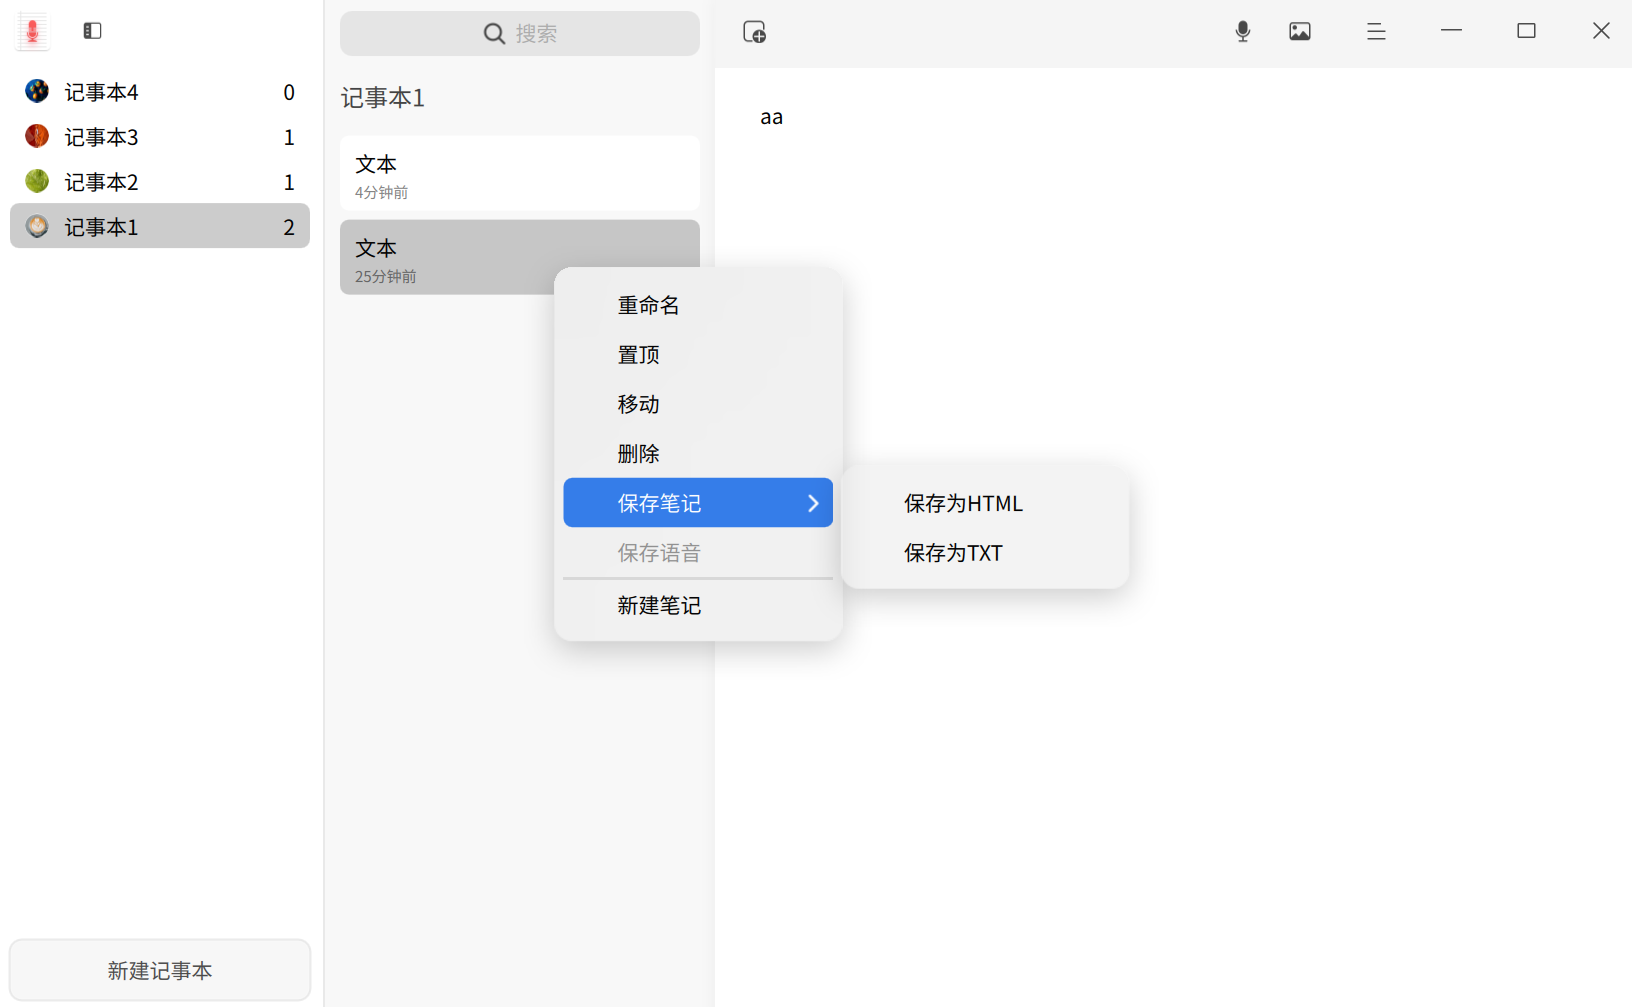 记事本4 0
记事本3 1
记事本2 1
记事本1 2
新建记事本
搜索
记事本1
文本
4分钟前
文本
25分钟前
重命名
置顶
移动
删除
保存笔记
保存语音
新建笔记
保存为HTML
保存为TXT
aa